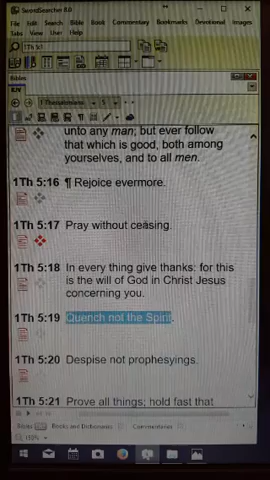 SwordSearcher 8.0
File Edit Search Bible Book Commentary Bookmarks Devotional Images
Tabs View User Help
Bibles
KJV
1 Thessalonians 5
unto any man; but ever follow
that which is good, both among
yourselves, and to all men.
1Th 5:16 ¶ Rejoice evermore.
1Th 5:17 Pray without ceasing.
1Th 5:18 In every thing give thanks: for this
is the will of God in Christ Jesus
concerning you.
1Th 5:19 Quench not the Spirit.
1Th 5:20 Despise not prophesyings.
1Th 5:21 Prove all things; hold fast that
Bibles Books and Dictionaries Commentaries